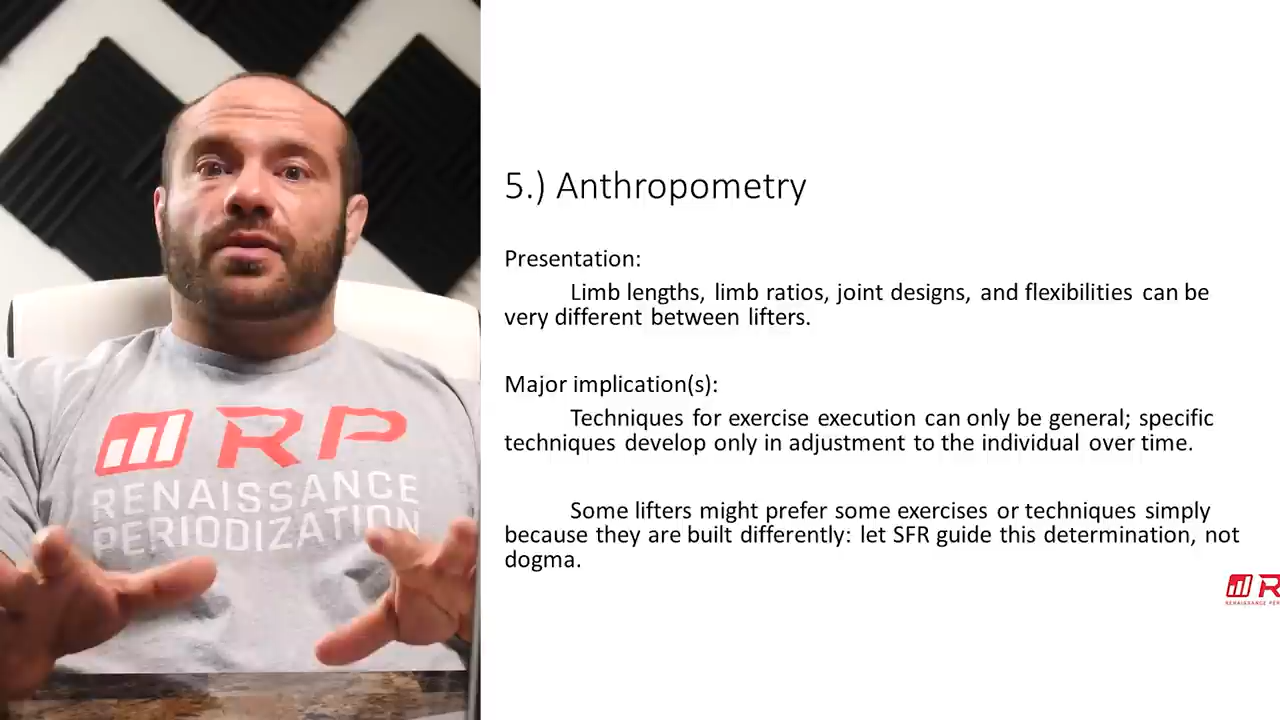 RP
RENAISSANCE
PERIODIZATION
5.) Anthropometry
Presentation:
Limb lengths, limb ratios, joint designs, and flexibilities can be
very different between lifters.
Major implication(s):
Techniques for exercise execution can only be general; specific
techniques develop only in adjustment to the individual over time.
Some lifters might prefer some exercises or techniques simply
because they are built differently: let SFR guide this determination, not
dogma.